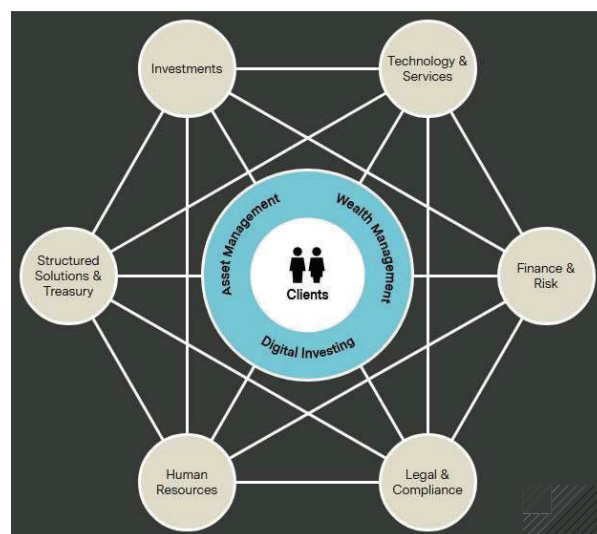 Investments
Technology &
Services
Asset Management
Wealth Management
Structured
Solutions &
Treasury
Clients
Finance &
Risk
Digital Investing
Human
Resources
Legal &
Compliance